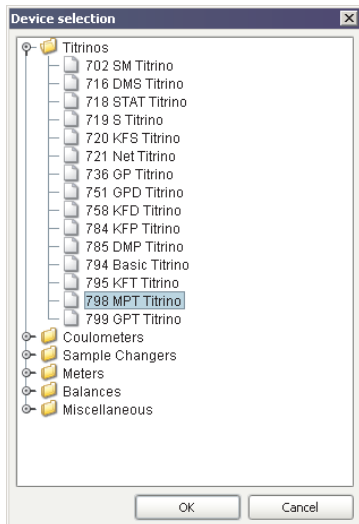 Device selection
Titrinos
702 SM Titrino
716 DMS Titrino
718 STAT Titrino
719 S Titrino
720 KFS Titrino
721 Net Titrino
736 GP Titrino
751 GPD Titrino
758 KFD Titrino
784 KFP Titrino
785 DMP Titrino
794 Basic Titrino
795 KFT Titrino
798 MPT Titrino
799 GPT Titrino
Coulometers
Sample Changers
Meters
Balances
Miscellaneous
OK Cancel